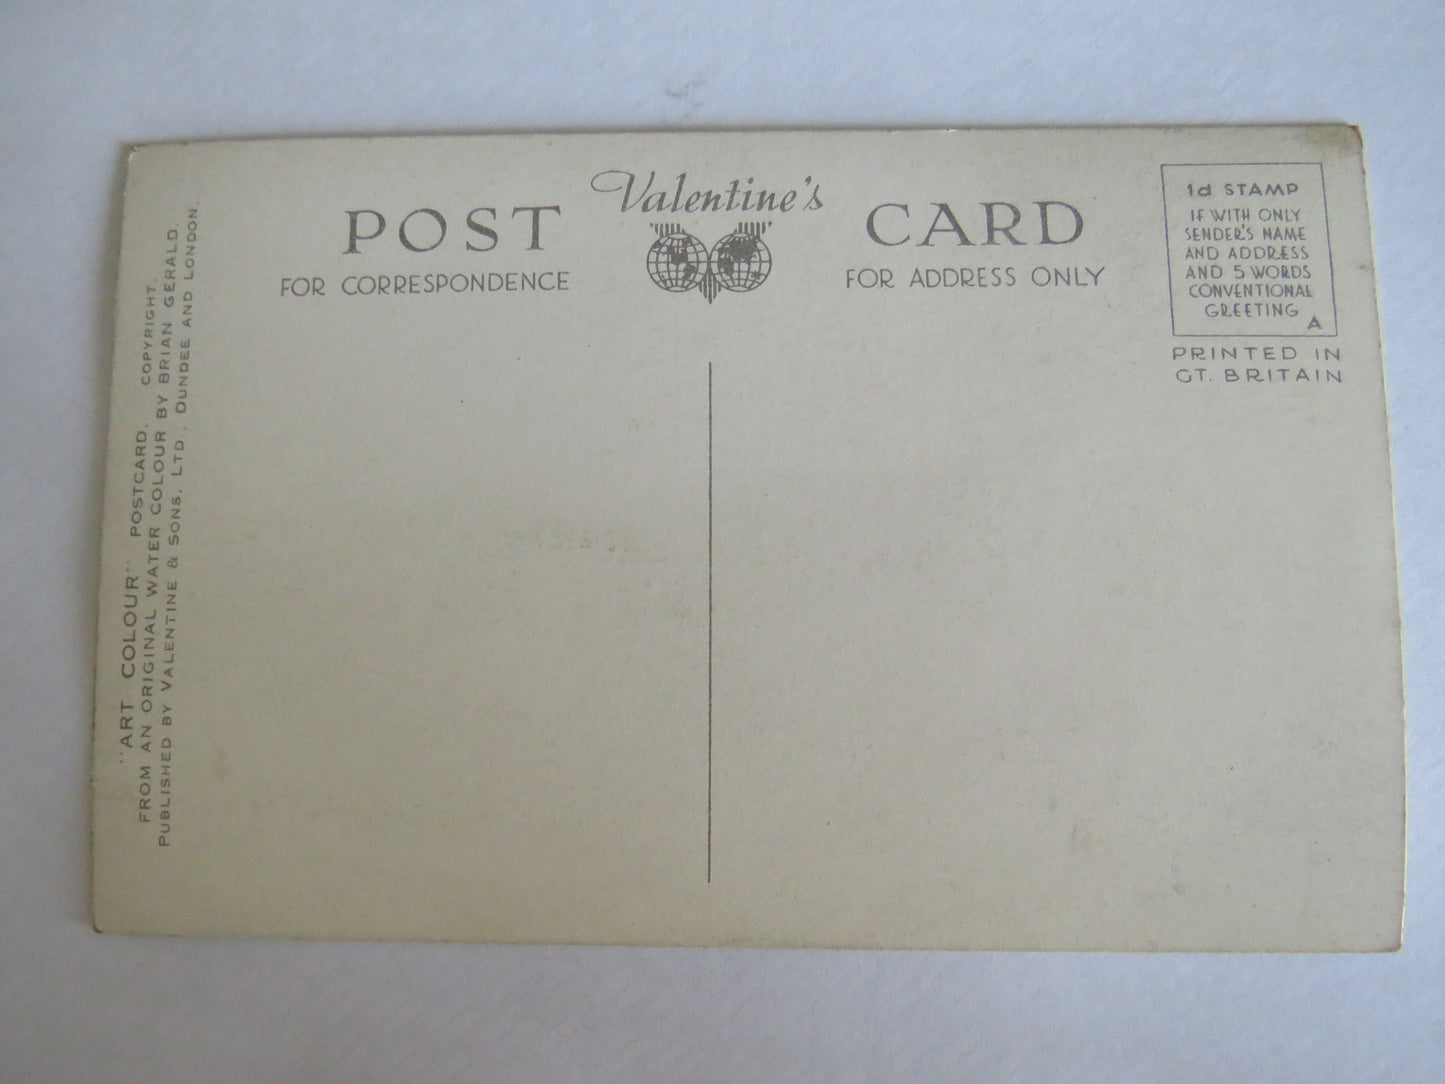 "ART COLOUR" POSTCARD. COPYRIGHT.
FROM AN ORIGINAL WATER COLOUR BY BRIAN GERALD.
PUBLISHED BY VALENTINE & SONS, LTD., DUNDEE AND LONDON.
POST
FOR CORRESPONDENCE
Valentine's
CARD
FOR ADDRESS ONLY
1d STAMP
IF WITH ONLY
SENDER'S NAME
AND ADDRESS
AND 5 WORDS
CONVENTIONAL
GREETING
A
PRINTED IN
GT. BRITAIN